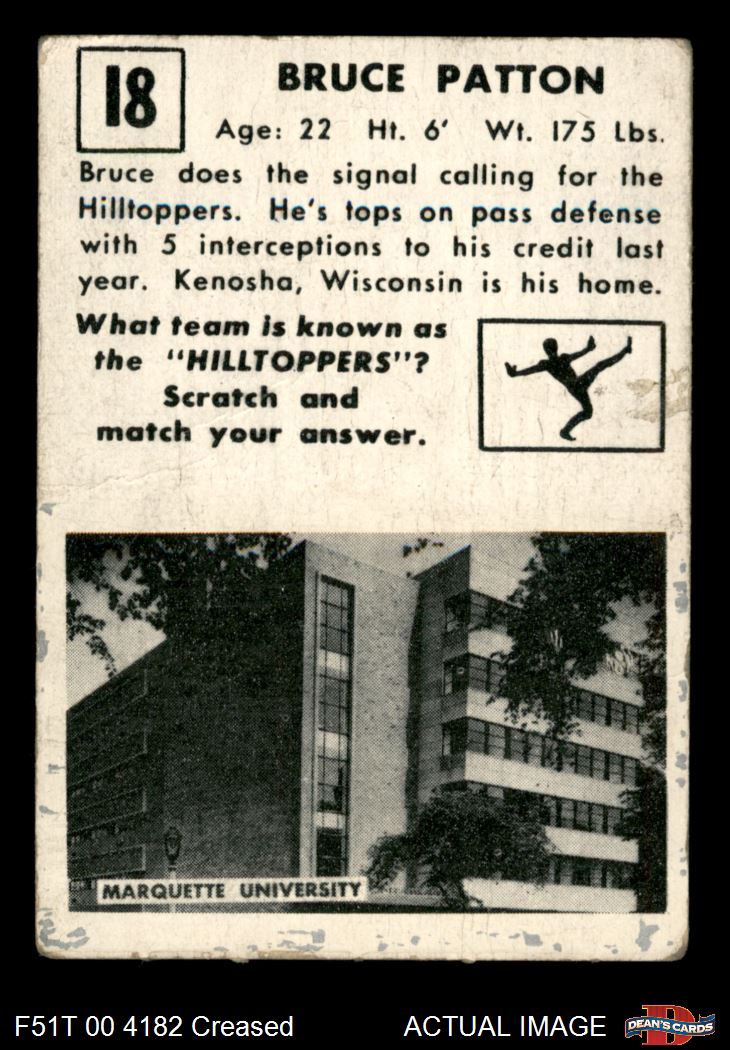 18
BRUCE PATTON
Age: 22 Ht. 6' Wt. 175 Lbs.
Bruce does the signal calling for the
Hilltoppers. He's tops on pass defense
with 5 interceptions to his credit last
year. Kenosha, Wisconsin is his home.
What team is known as
the "HILLTOPPERS"?
Scratch and
match your answer.
MARQUETTE UNIVERSITY
F51T 00 4182 Creased
ACTUAL IMAGE
D
DEAN'S CARDS